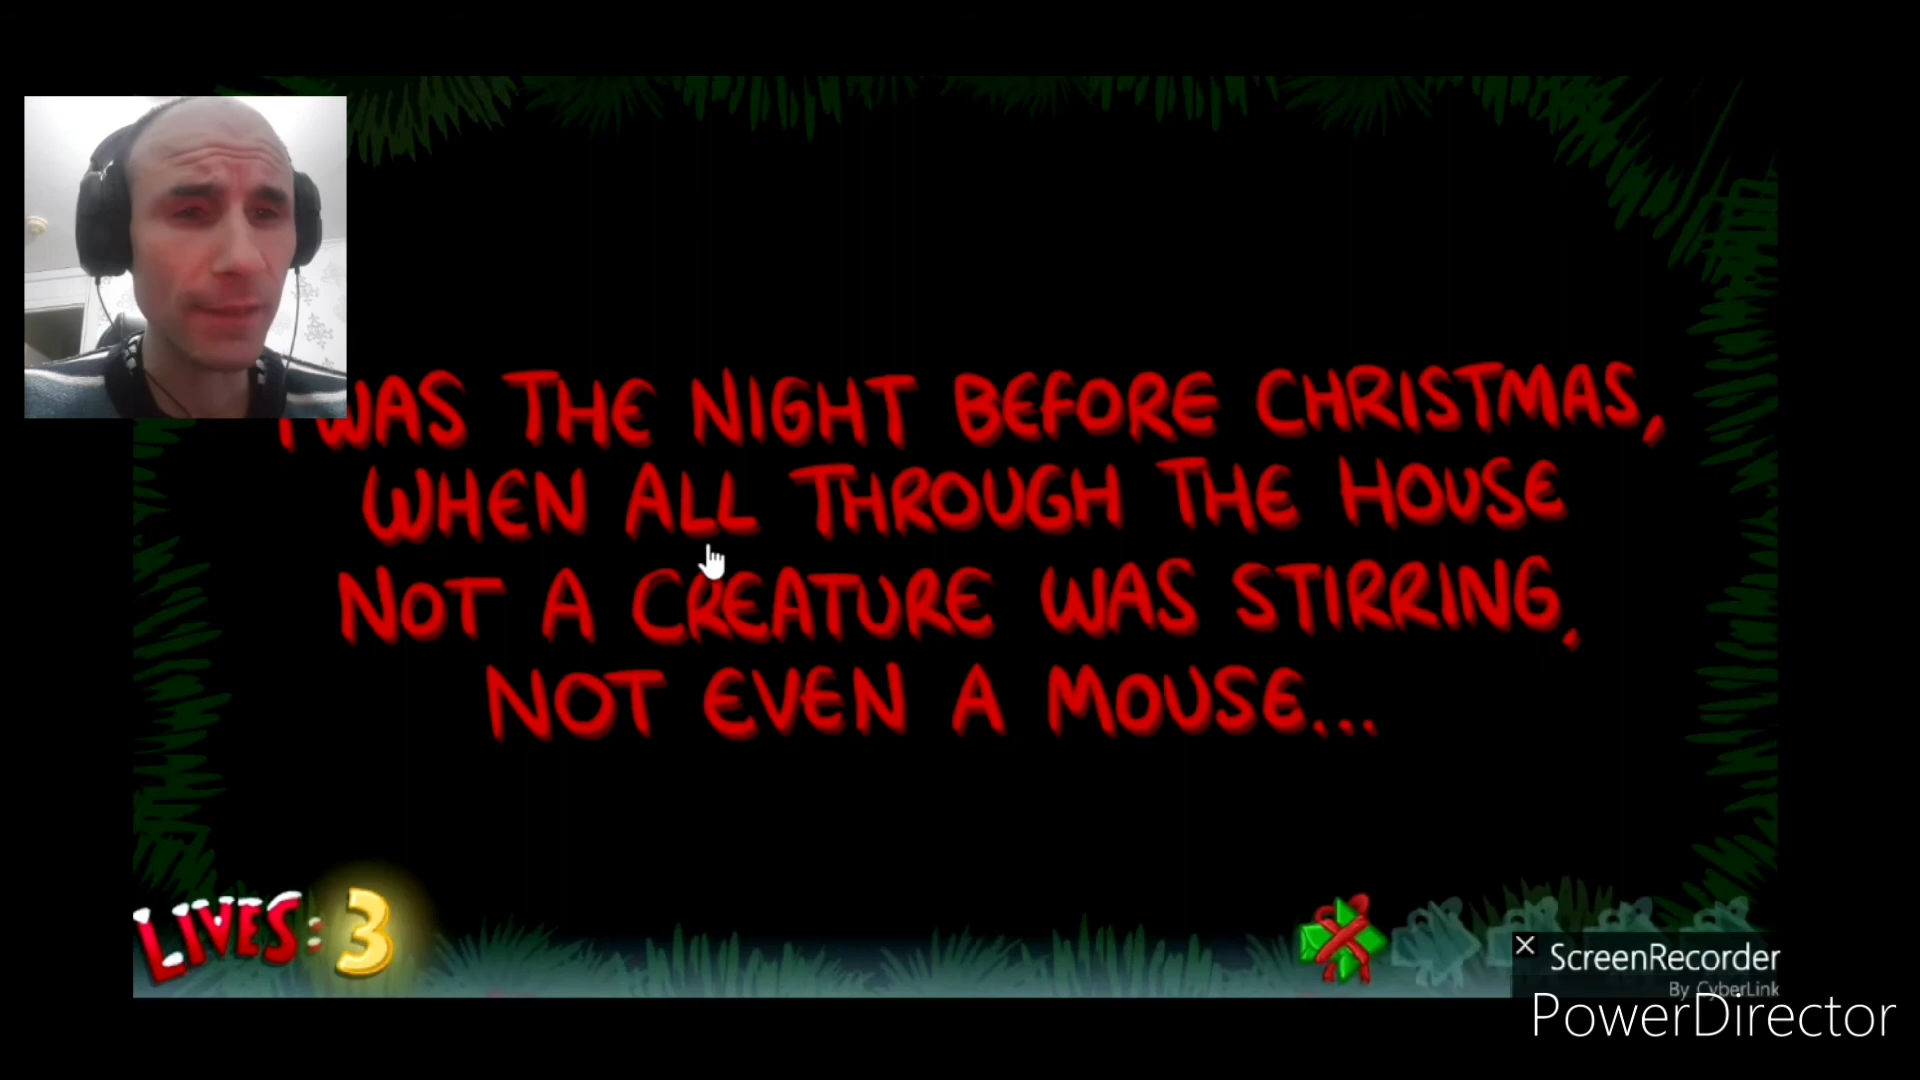 TWAS THE NIGHT BEFORE CHRISTMAS,
WHEN ALL THROUGH THE HOUSE
NOT A CREATURE WAS STIRRING,
NOT EVEN A MOUSE...
LIVES: 3
ScreenRecorder
By CyberLink
PowerDirector